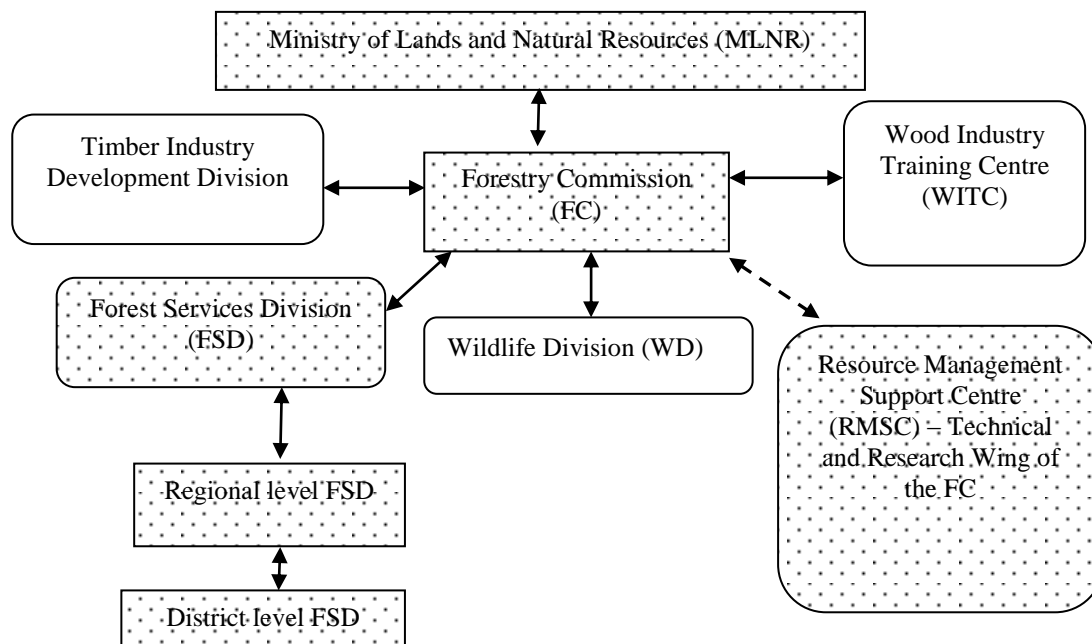 Ministry of Lands and Natural Resources (MLNR)
Timber Industry
Development Division
Forestry Commission
(FC)
Wood Industry
Training Centre
(WITC)
Forest Services Division
(FSD)
Wildlife Division (WD)
Resource Management
Support Centre
(RMSC) – Technical
and Research Wing of
the FC
Regional level FSD
District level FSD